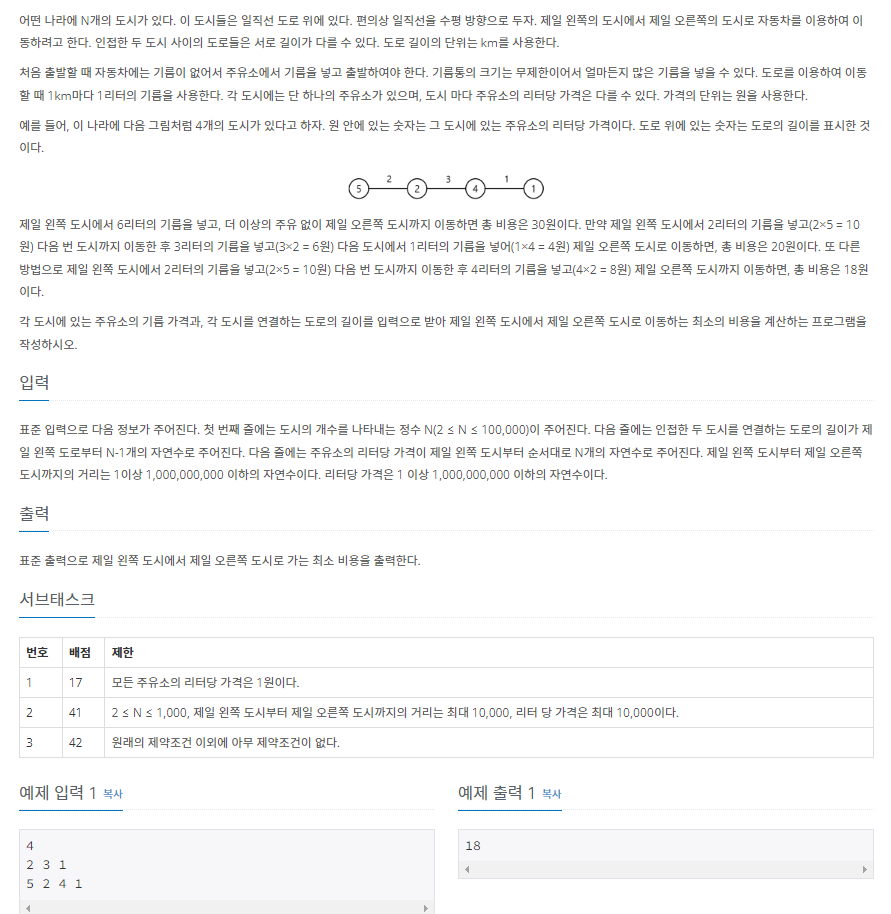 어떤 나라에 N개의 도시가 있다. 이 도시들은 일직선 도로 위에 있다. 편의상 일직선을 수평 방향으로 두자. 제일 왼쪽의 도시에서 제일 오른쪽의 도시로 자동차를 이용하여 이
동하려고 한다. 인접한 두 도시 사이의 도로들은 서로 길이가 다를 수 있다. 도로 길이의 단위는 km를 사용한다.
처음 출발할 때 자동차에는 기름이 없어서 주유소에서 기름을 넣고 출발하여야 한다. 기름통의 크기는 무제한이어서 얼마든지 많은 기름을 넣을 수 있다. 도로를 이용하여 이동
할 때 1km마다 1리터의 기름을 사용한다. 각 도시에는 단 하나의 주유소가 있으며, 도시 마다 주유소의 리터당 가격은 다를 수 있다. 가격의 단위는 원을 사용한다.
예를 들어, 이 나라에 다음 그림처럼 4개의 도시가 있다고 하자. 원 안에 있는 숫자는 그 도시에 있는 주유소의 리터당 가격이다. 도로 위에 있는 숫자는 도로의 길이를 표시한 것
이다.
2 3 1
5 2 4 1
제일 왼쪽 도시에서 6리터의 기름을 넣고, 더 이상의 주유 없이 제일 오른쪽 도시까지 이동하면 총 비용은 30원이다. 만약 제일 왼쪽 도시에서 2리터의 기름을 넣고(2×5 = 10
원) 다음 번 도시까지 이동한 후 3리터의 기름을 넣고(3×2 = 6원) 다음 도시에서 1리터의 기름을 넣어(1×4 = 4원) 제일 오른쪽 도시로 이동하면, 총 비용은 20원이다. 또 다른
방법으로 제일 왼쪽 도시에서 2리터의 기름을 넣고(2×5 = 10원) 다음 번 도시까지 이동한 후 4리터의 기름을 넣고(4×2 = 8원) 제일 오른쪽 도시까지 이동하면, 총 비용은 18원
이다.
각 도시에 있는 주유소의 기름 가격과, 각 도시를 연결하는 도로의 길이를 입력으로 받아 제일 왼쪽 도시에서 제일 오른쪽 도시로 이동하는 최소의 비용을 계산하는 프로그램을
작성하시오.
입력
표준 입력으로 다음 정보가 주어진다. 첫 번째 줄에는 도시의 개수를 나타내는 정수 N(2 ≤ N ≤ 100,000)이 주어진다. 다음 줄에는 인접한 두 도시를 연결하는 도로의 길이가 제
일 왼쪽 도로부터 N-1개의 자연수로 주어진다. 다음 줄에는 주유소의 리터당 가격이 제일 왼쪽 도시부터 순서대로 N개의 자연수로 주어진다. 제일 왼쪽 도시부터 제일 오른쪽
도시까지의 거리는 1이상 1,000,000,000 이하의 자연수이다. 리터당 가격은 1 이상 1,000,000,000 이하의 자연수이다.
출력
표준 출력으로 제일 왼쪽 도시에서 제일 오른쪽 도시로 가는 최소 비용을 출력한다.
서브태스크
번호 배점 제한
1 17 모든 주유소의 리터당 가격은 1원이다.
2 41 2 ≤ N ≤ 1,000, 제일 왼쪽 도시부터 제일 오른쪽 도시까지의 거리는 최대 10,000, 리터 당 가격은 최대 10,000이다.
3 42 원래의 제약조건 이외에 아무 제약조건이 없다.
예제 입력 1 복사
4
2 3 1
5 2 4 1
예제 출력 1 복사
18